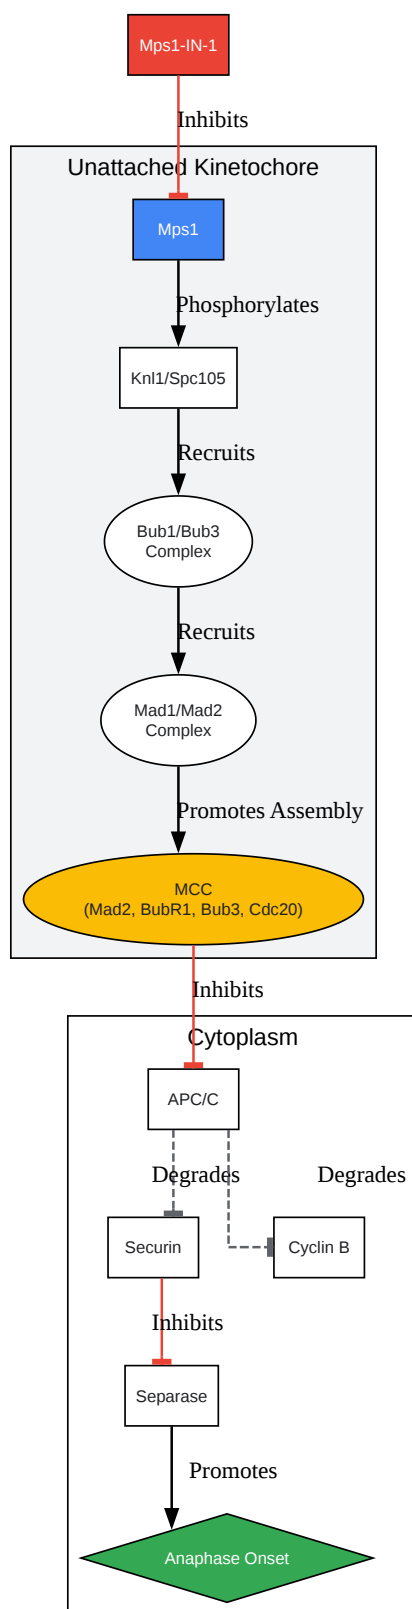 Mps1-IN-1
Inhibits
Unattached Kinetochore
Mps1
Phosphorylates
Knl1/Spc105
Recruits
Bub1/Bub3
Complex
Recruits
Mad1/Mad2
Complex
Promotes Assembly
MCC
(Mad2, BubR1, Bub3, Cdc20)
Inhibits
Cytoplasm
APC/C
Degrades
Degrades
Securin
Cyclin B
Inhibits
Separase
Promotes
Anaphase Onset